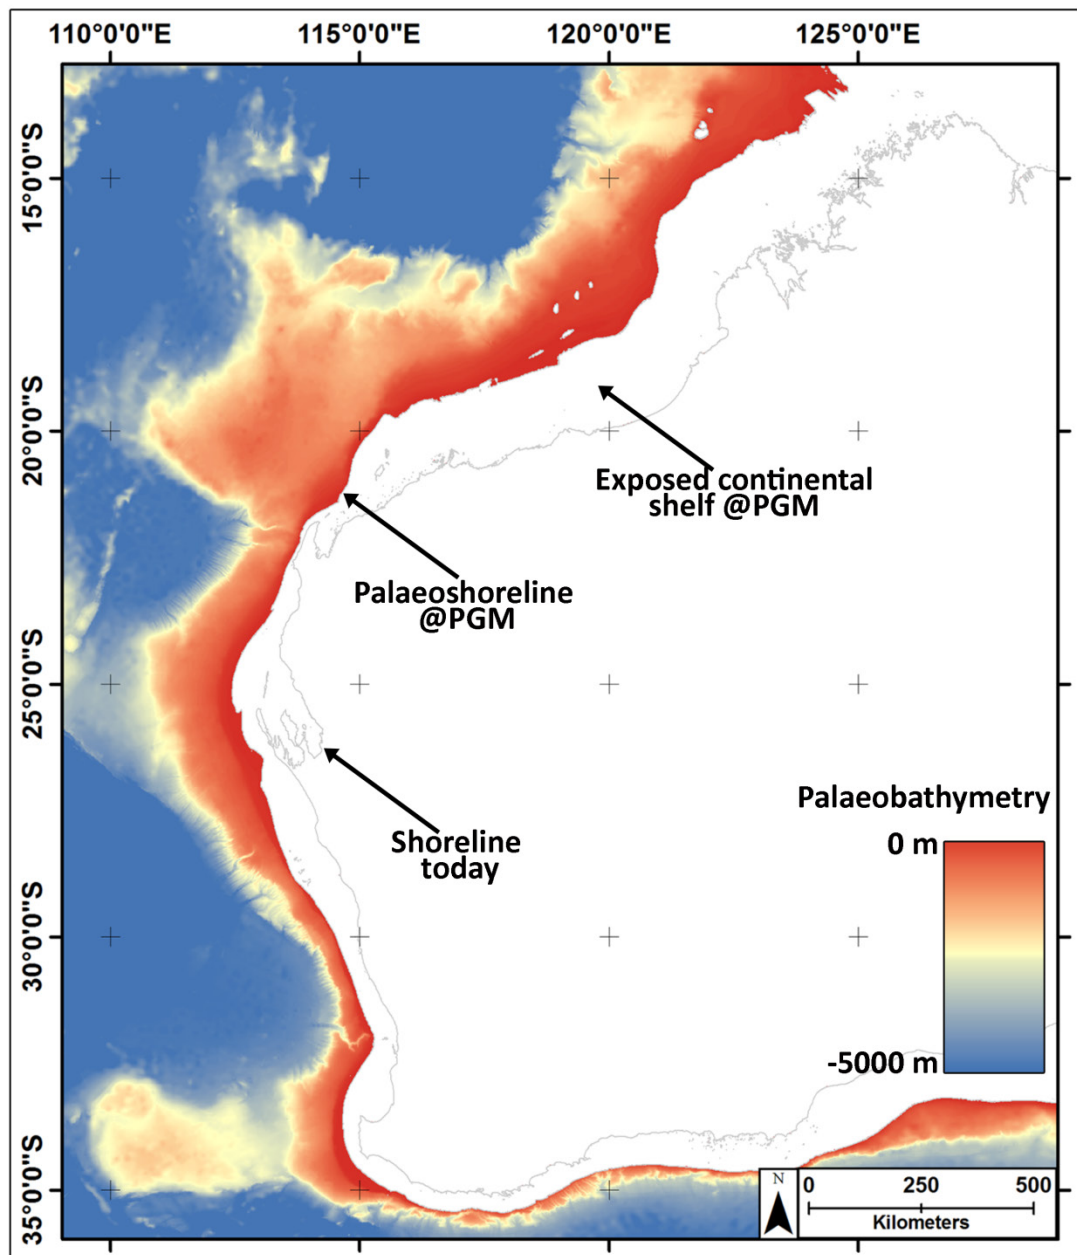 110°0'0"E 115°0'0"E 120°0'0"E 125°0'0"E
15°0'0"S
20°0'0"S
Exposed continental
shelf @PGM
Palaeoshoreline
@PGM
25°0'0"S
Palaeobathymetry
0 m
Shoreline
today
30°0'0"S
-5000 m
35°0'0"S
N
0 250 500
Kilometers